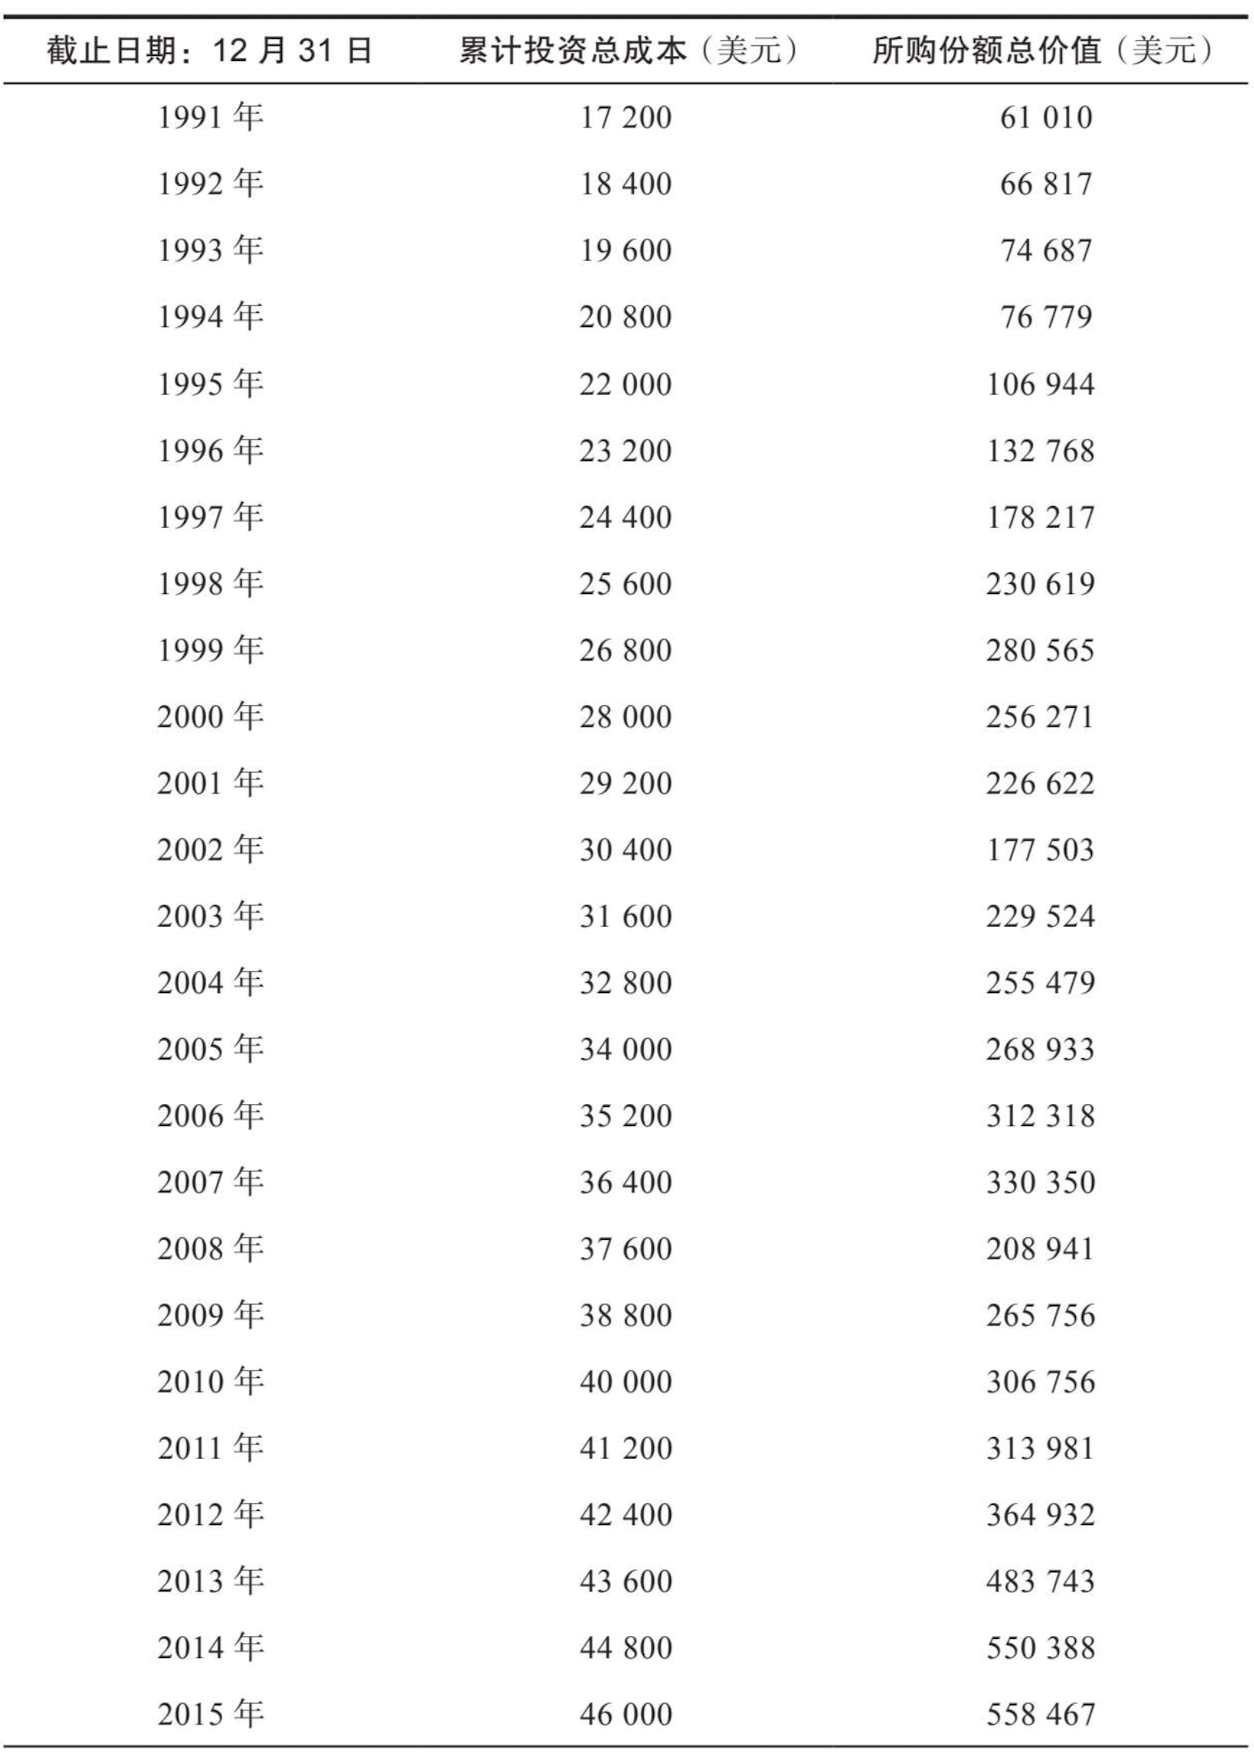 截止日期：12 月 31 日 累计投资总成本（美元） 所购份额总价值（美元）
1991 年 17 200 61 010
1992 年 18 400 66 817
1993 年 19 600 74 687
1994 年 20 800 76 779
1995 年 22 000 106 944
1996 年 23 200 132 768
1997 年 24 400 178 217
1998 年 25 600 230 619
1999 年 26 800 280 565
2000 年 28 000 256 271
2001 年 29 200 226 622
2002 年 30 400 177 503
2003 年 31 600 229 524
2004 年 32 800 255 479
2005 年 34 000 268 933
2006 年 35 200 312 318
2007 年 36 400 330 350
2008 年 37 600 208 941
2009 年 38 800 265 756
2010 年 40 000 306 756
2011 年 41 200 313 981
2012 年 42 400 364 932
2013 年 43 600 483 743
2014 年 44 800 550 388
2015 年 46 000 558 467